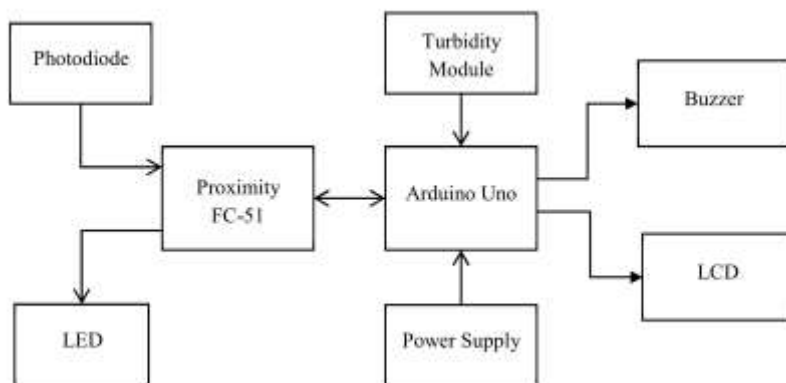 Photodiode
Turbidity
Module
Buzzer
Proximity
FC-51
Arduino Uno
LCD
LED
Power Supply